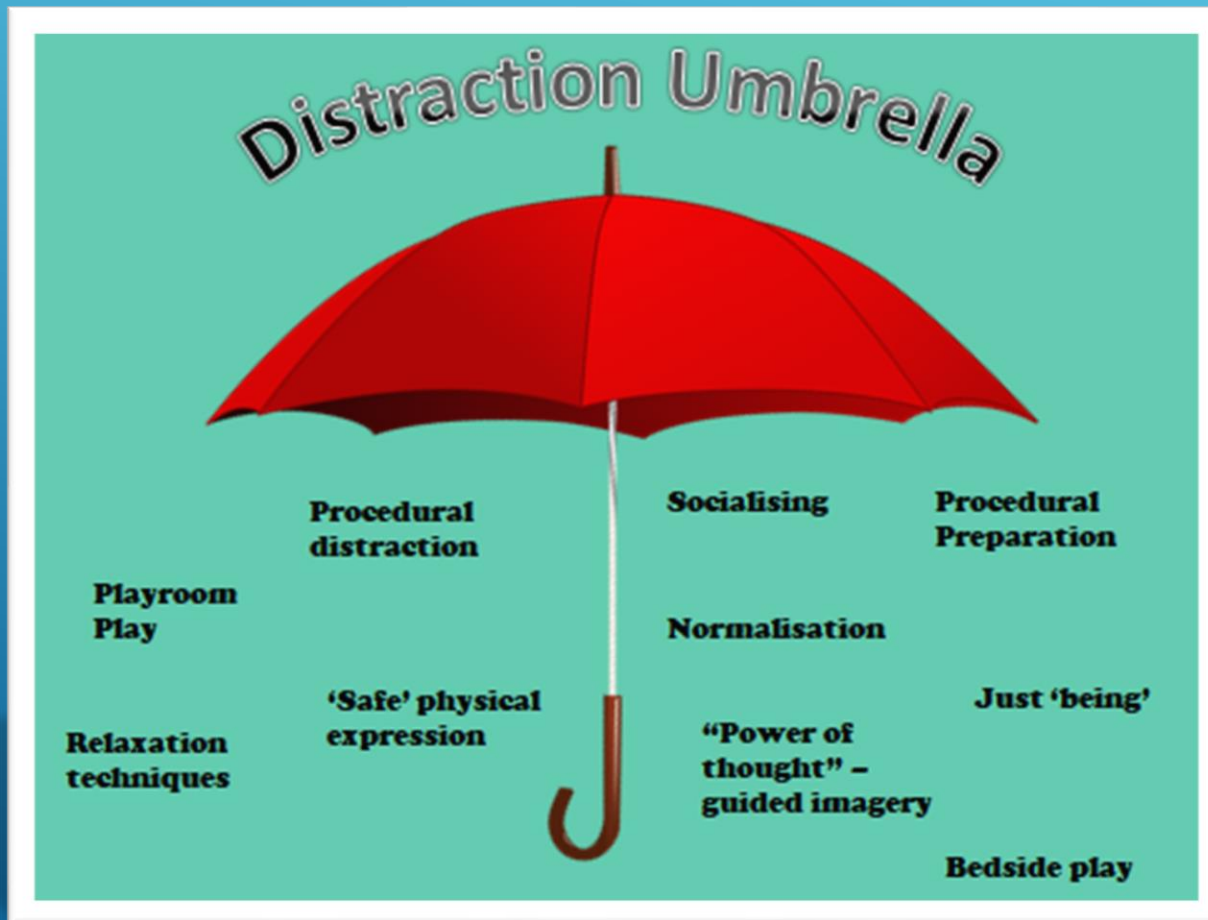 Distraction Umbrella
Procedural
distraction
Socialising
Procedural
Preparation
Playroom
Play
Normalisation
‘Safe’ physical
expression
Just ‘being’
Relaxation
techniques
“Power of
thought” –
guided imagery
Bedside play